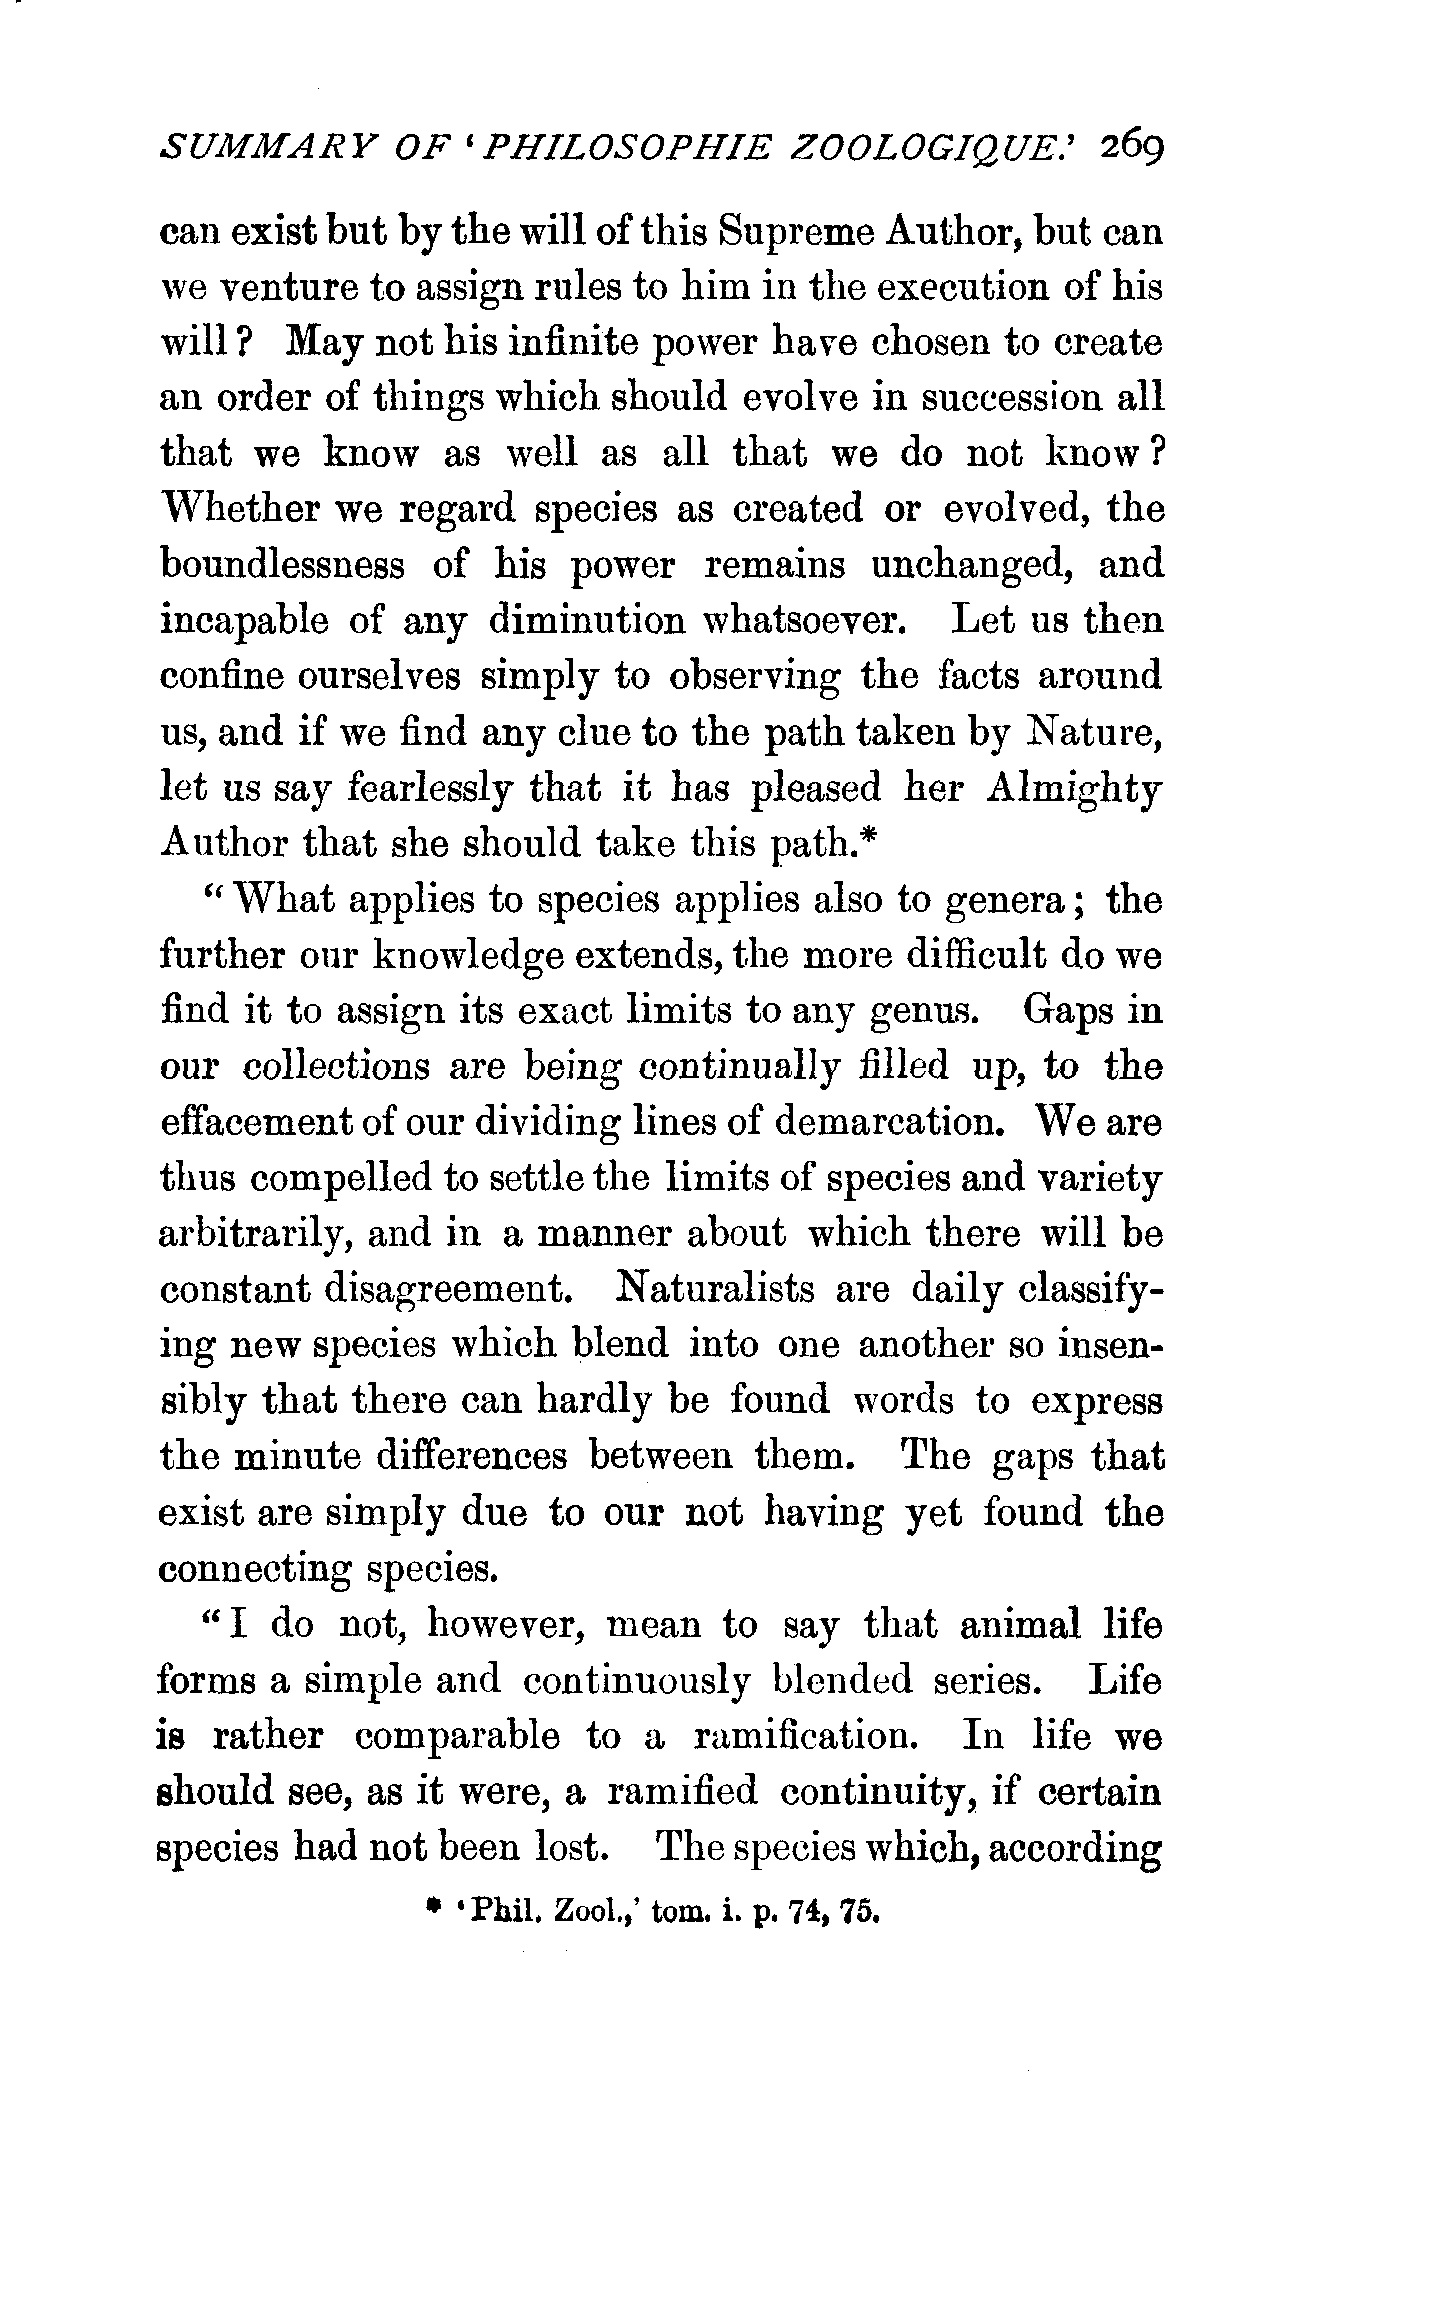 SUMMARY OF ‘PHILOSOPHIE ZOOLOGIQUE.’ 269
can exist but by the will of this Supreme Author, but can
we venture to assign rules to him in the execution of his
will? May not his infinite power have chosen to create
an order of things which should evolve in succession all
that we know as well as all that we do not know?
Whether we regard species as created or evolved, the
boundlessness of his power remains unchanged, and
incapable of any diminution whatsoever. Let us then
confine ourselves simply to observing the facts around
us, and if we find any clue to the path taken by Nature,
let us say fearlessly that it has pleased her Almighty
Author that she should take this path.*
“What applies to species applies also to genera; the
further our knowledge extends, the more difficult do we
find it to assign its exact limits to any genus. Gaps in
our collections are being continually filled up, to the
effacement of our dividing lines of demarcation. We are
thus compelled to settle the limits of species and variety
arbitrarily, and in a manner about which there will be
constant disagreement. Naturalists are daily classify-
ing new species which blend into one another so insen-
sibly that there can hardly be found words to express
the minute differences between them. The gaps that
exist are simply due to our not having yet found the
connecting species.
“I do not, however, mean to say that animal life
forms a simple and continuously blended series. Life
is rather comparable to a ramification. In life we
should see, as it were, a ramified continuity, if certain
species had not been lost. The species which, according
* ‘Phil. Zool.,’ tom. i. p. 74, 75.